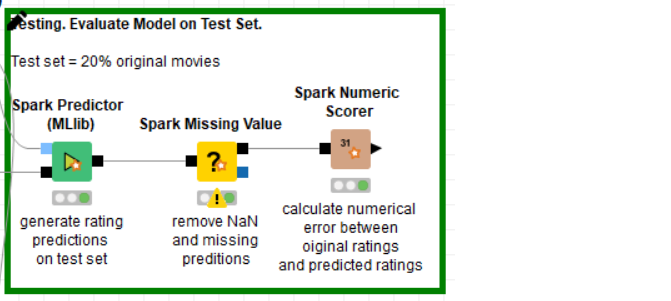 Testing. Evaluate Model on Test Set.
Test set = 20% original movies
Spark Predictor
(MLlib)
Spark Missing Value
Spark Numeric
Scorer
?
31
!
generate rating
predictions
on test set
remove NaN
and missing
preditions
calculate numerical
error between
oiginal ratings
and predicted ratings